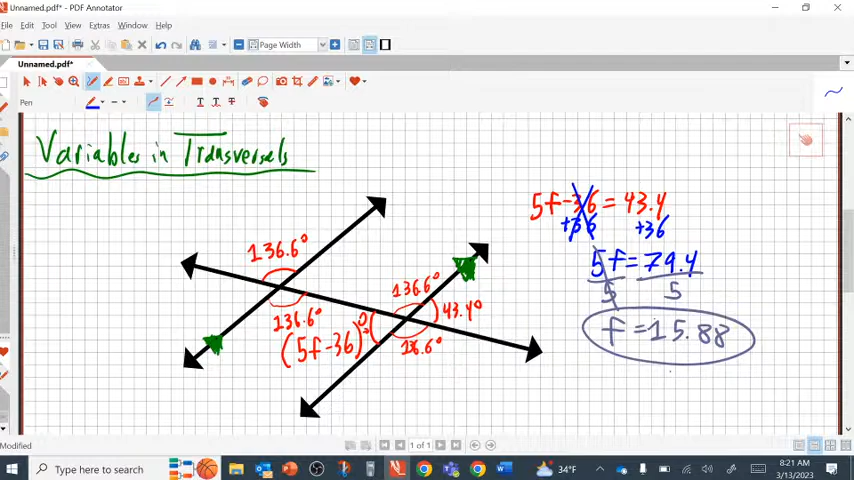 Unnamed.pdf* - PDF Annotator
File Edit Tool View Extras Window Help
Page Width
Unnamed.pdf*
Pen
Variables in Transversals
136.6°
136.6°
136.6°
43.4°
(5f-36)°
136.6°
5f-36=43.4
+36 +36
5f=79.4
5 5
f=15.88
1 of 1
Modified
Type here to search
34°F
8:21 AM
3/13/2023